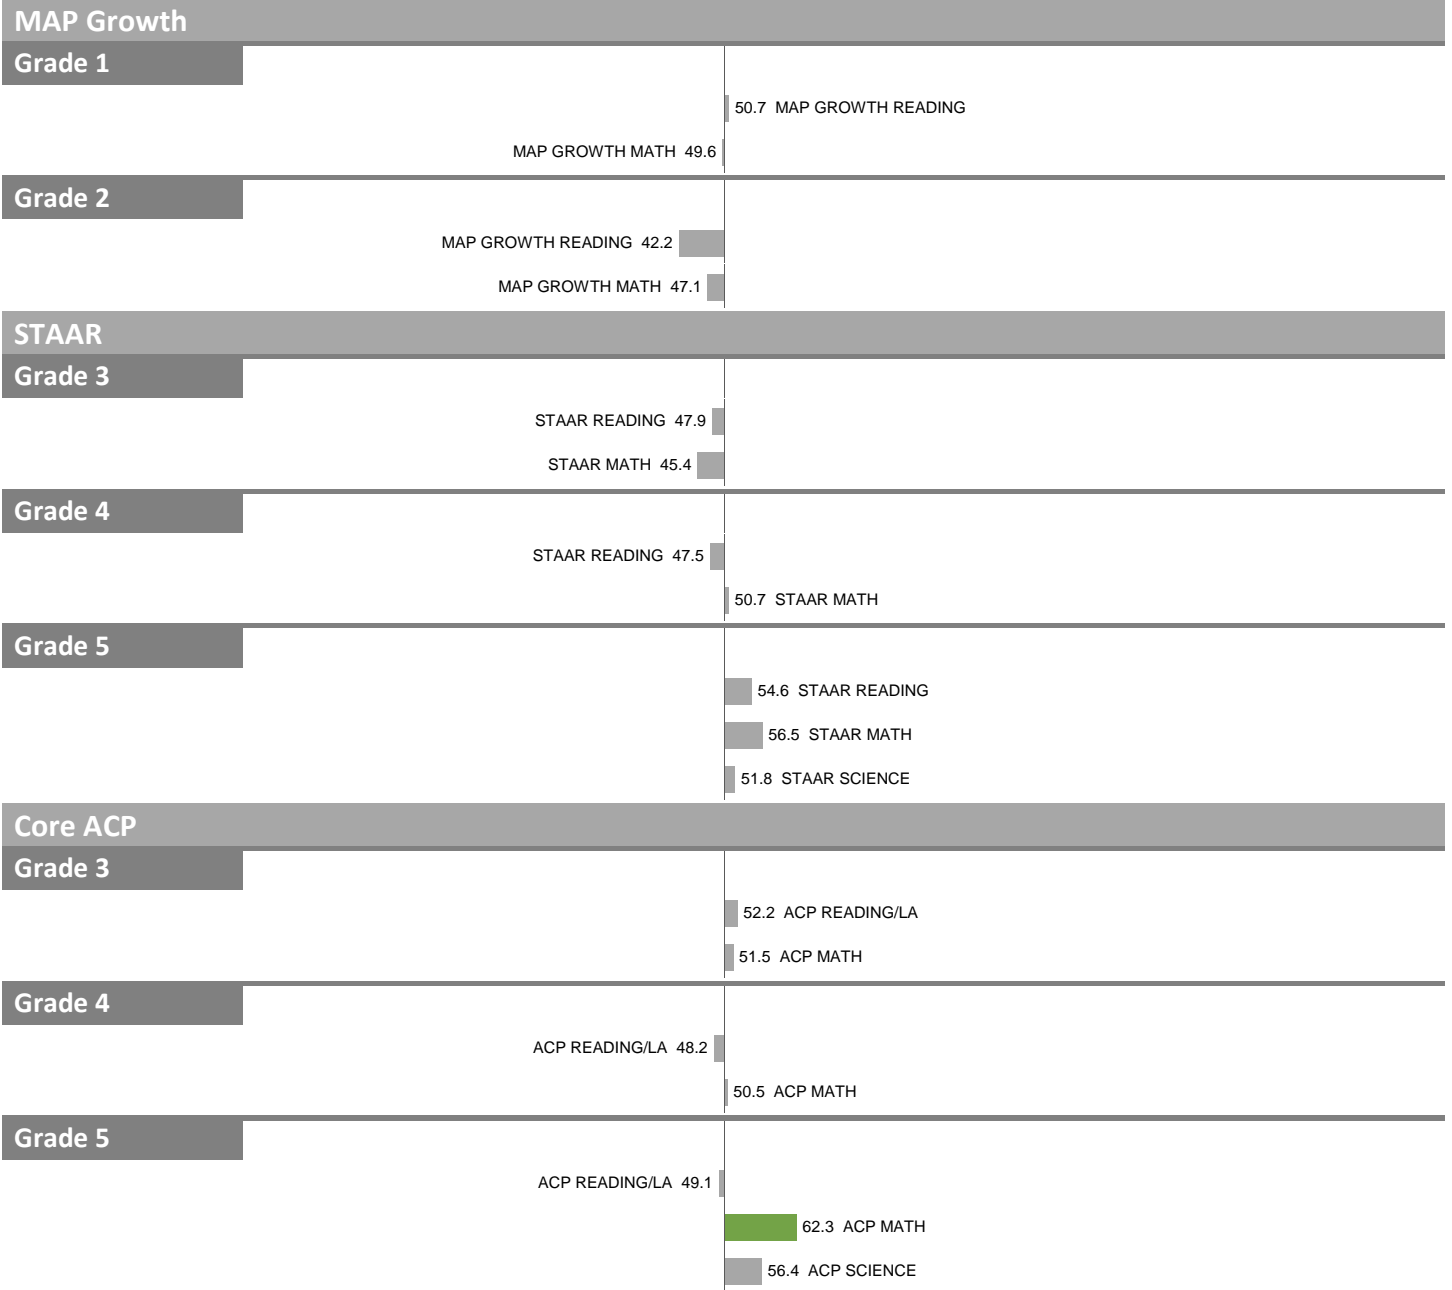 MAP Growth
Grade 1
50.7 MAP GROWTH READING
MAP GROWTH MATH 49.6
Grade 2
MAP GROWTH READING 42.2
MAP GROWTH MATH 47.1
STAAR
Grade 3
STAAR READING 47.9
STAAR MATH 45.4
Grade 4
STAAR READING 47.5
50.7 STAAR MATH
Grade 5
54.6 STAAR READING
56.5 STAAR MATH
51.8 STAAR SCIENCE
Core ACP
Grade 3
52.2 ACP READING/LA
51.5 ACP MATH
Grade 4
ACP READING/LA 48.2
50.5 ACP MATH
Grade 5
ACP READING/LA 49.1
62.3 ACP MATH
56.4 ACP SCIENCE